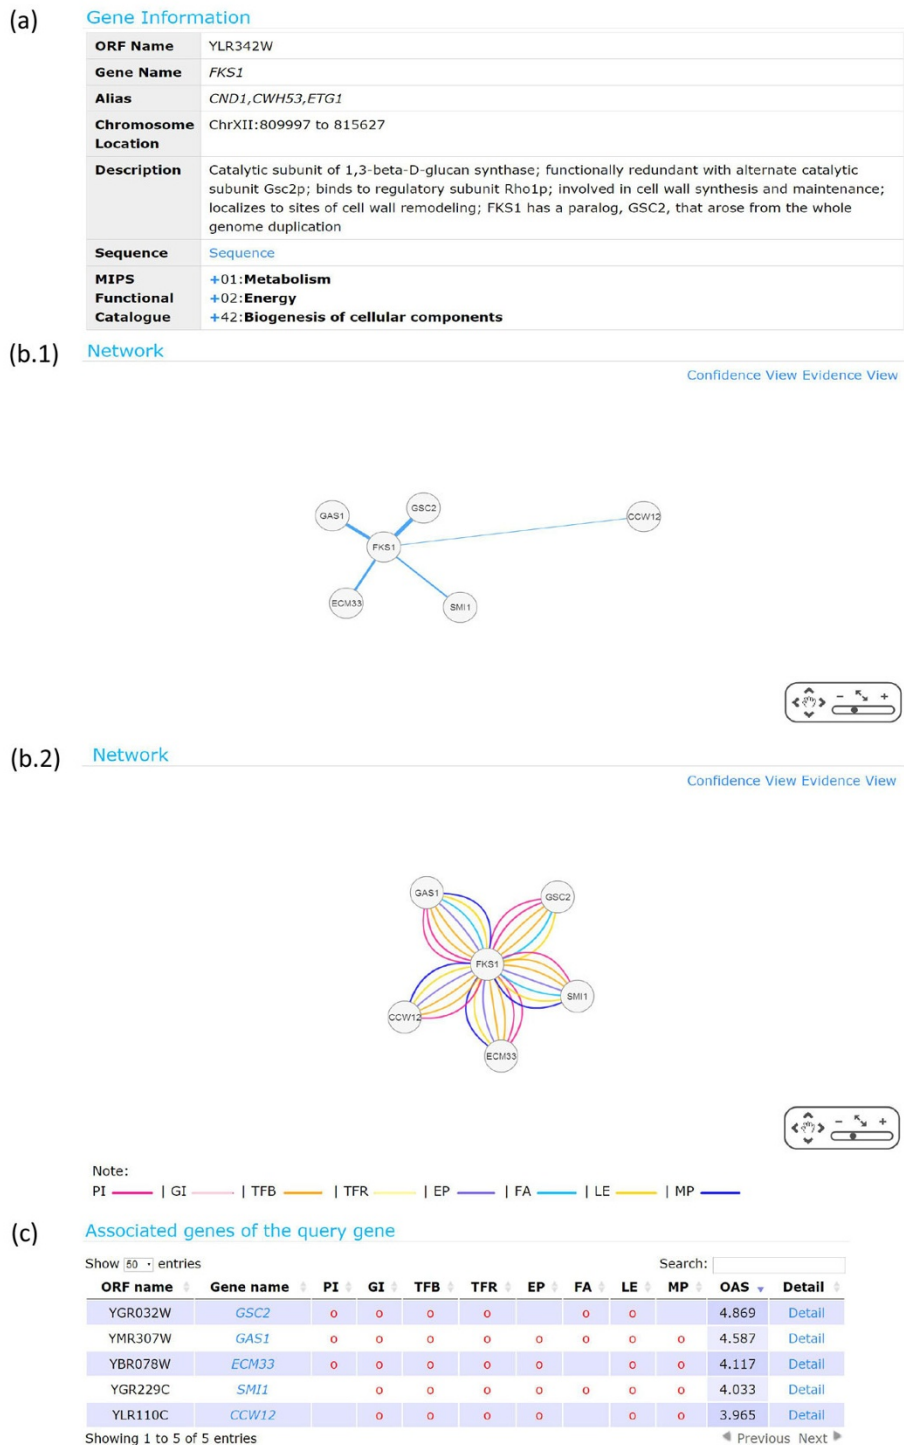 (a)
Gene Information
ORF Name YLR342W
Gene Name FKS1
Alias CND1,CWH53,ETG1
Chromosome Location ChrXII:809997 to 815627
Description Catalytic subunit of 1,3-beta-D-glucan synthase; functionally redundant with alternate catalytic
subunit Gsc2p; binds to regulatory subunit Rho1p; involved in cell wall synthesis and maintenance;
localizes to sites of cell wall remodeling; FKS1 has a paralog, GSC2, that arose from the whole
genome duplication
Sequence Sequence
MIPS +01:Metabolism
Functional +02:Energy
Catalogue +42:Biogenesis of cellular components
(b.1)
Network
Confidence View Evidence View
GAS1
GSC2
CCW12
FKS1
ECM33
SMI1
− +
(b.2)
Network
Confidence View Evidence View
GAS1
GSC2
FKS1
SMI1
CCW12
ECM33
− +
Note:
PI | GI | TFB | TFR | EP | FA | LE | MP
(c)
Associated genes of the query gene
Show 50 entries Search:
ORF name Gene name PI GI TFB TFR EP FA LE MP OAS Detail
YGR032W GSC2 o o o o o o 4.869 Detail
YMR307W GAS1 o o o o o o o o 4.587 Detail
YBR078W ECM33 o o o o o o o 4.117 Detail
YGR229C SMI1 o o o o o o o 4.033 Detail
YLR110C CCW12 o o o o o o 3.965 Detail
Showing 1 to 5 of 5 entries Previous Next